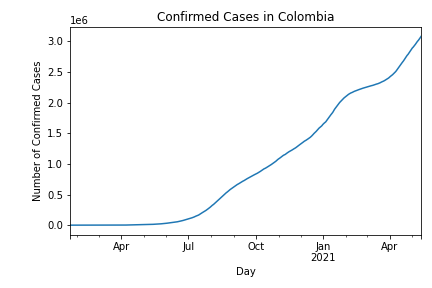 Confirmed Cases in Colombia
1e6
3.0
2.5
2.0
1.5
1.0
0.5
0.0
Number of Confirmed Cases
Apr
Jul
Oct
Jan
2021
Apr
Day